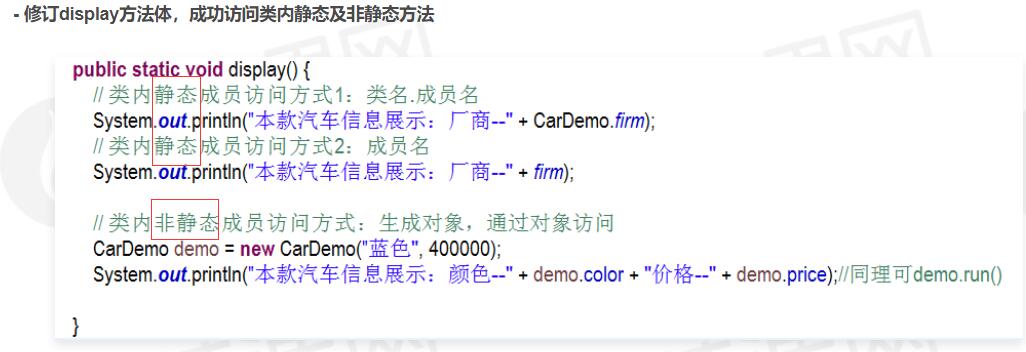 - 修订display方法体，成功访问类内静态及非静态方法
public static void display() {
// 类内静态成员访问方式1：类名.成员名
System.out.println("本款汽车信息展示：厂商--" + CarDemo.firm);
// 类内静态成员访问方式2：成员名
System.out.println("本款汽车信息展示：厂商--" + firm);
// 类内非静态成员访问方式：生成对象，通过对象访问
CarDemo demo = new CarDemo("蓝色", 400000);
System.out.println("本款汽车信息展示：颜色--" + demo.color + "价格--" + demo.price);//同理可demo.run()
}